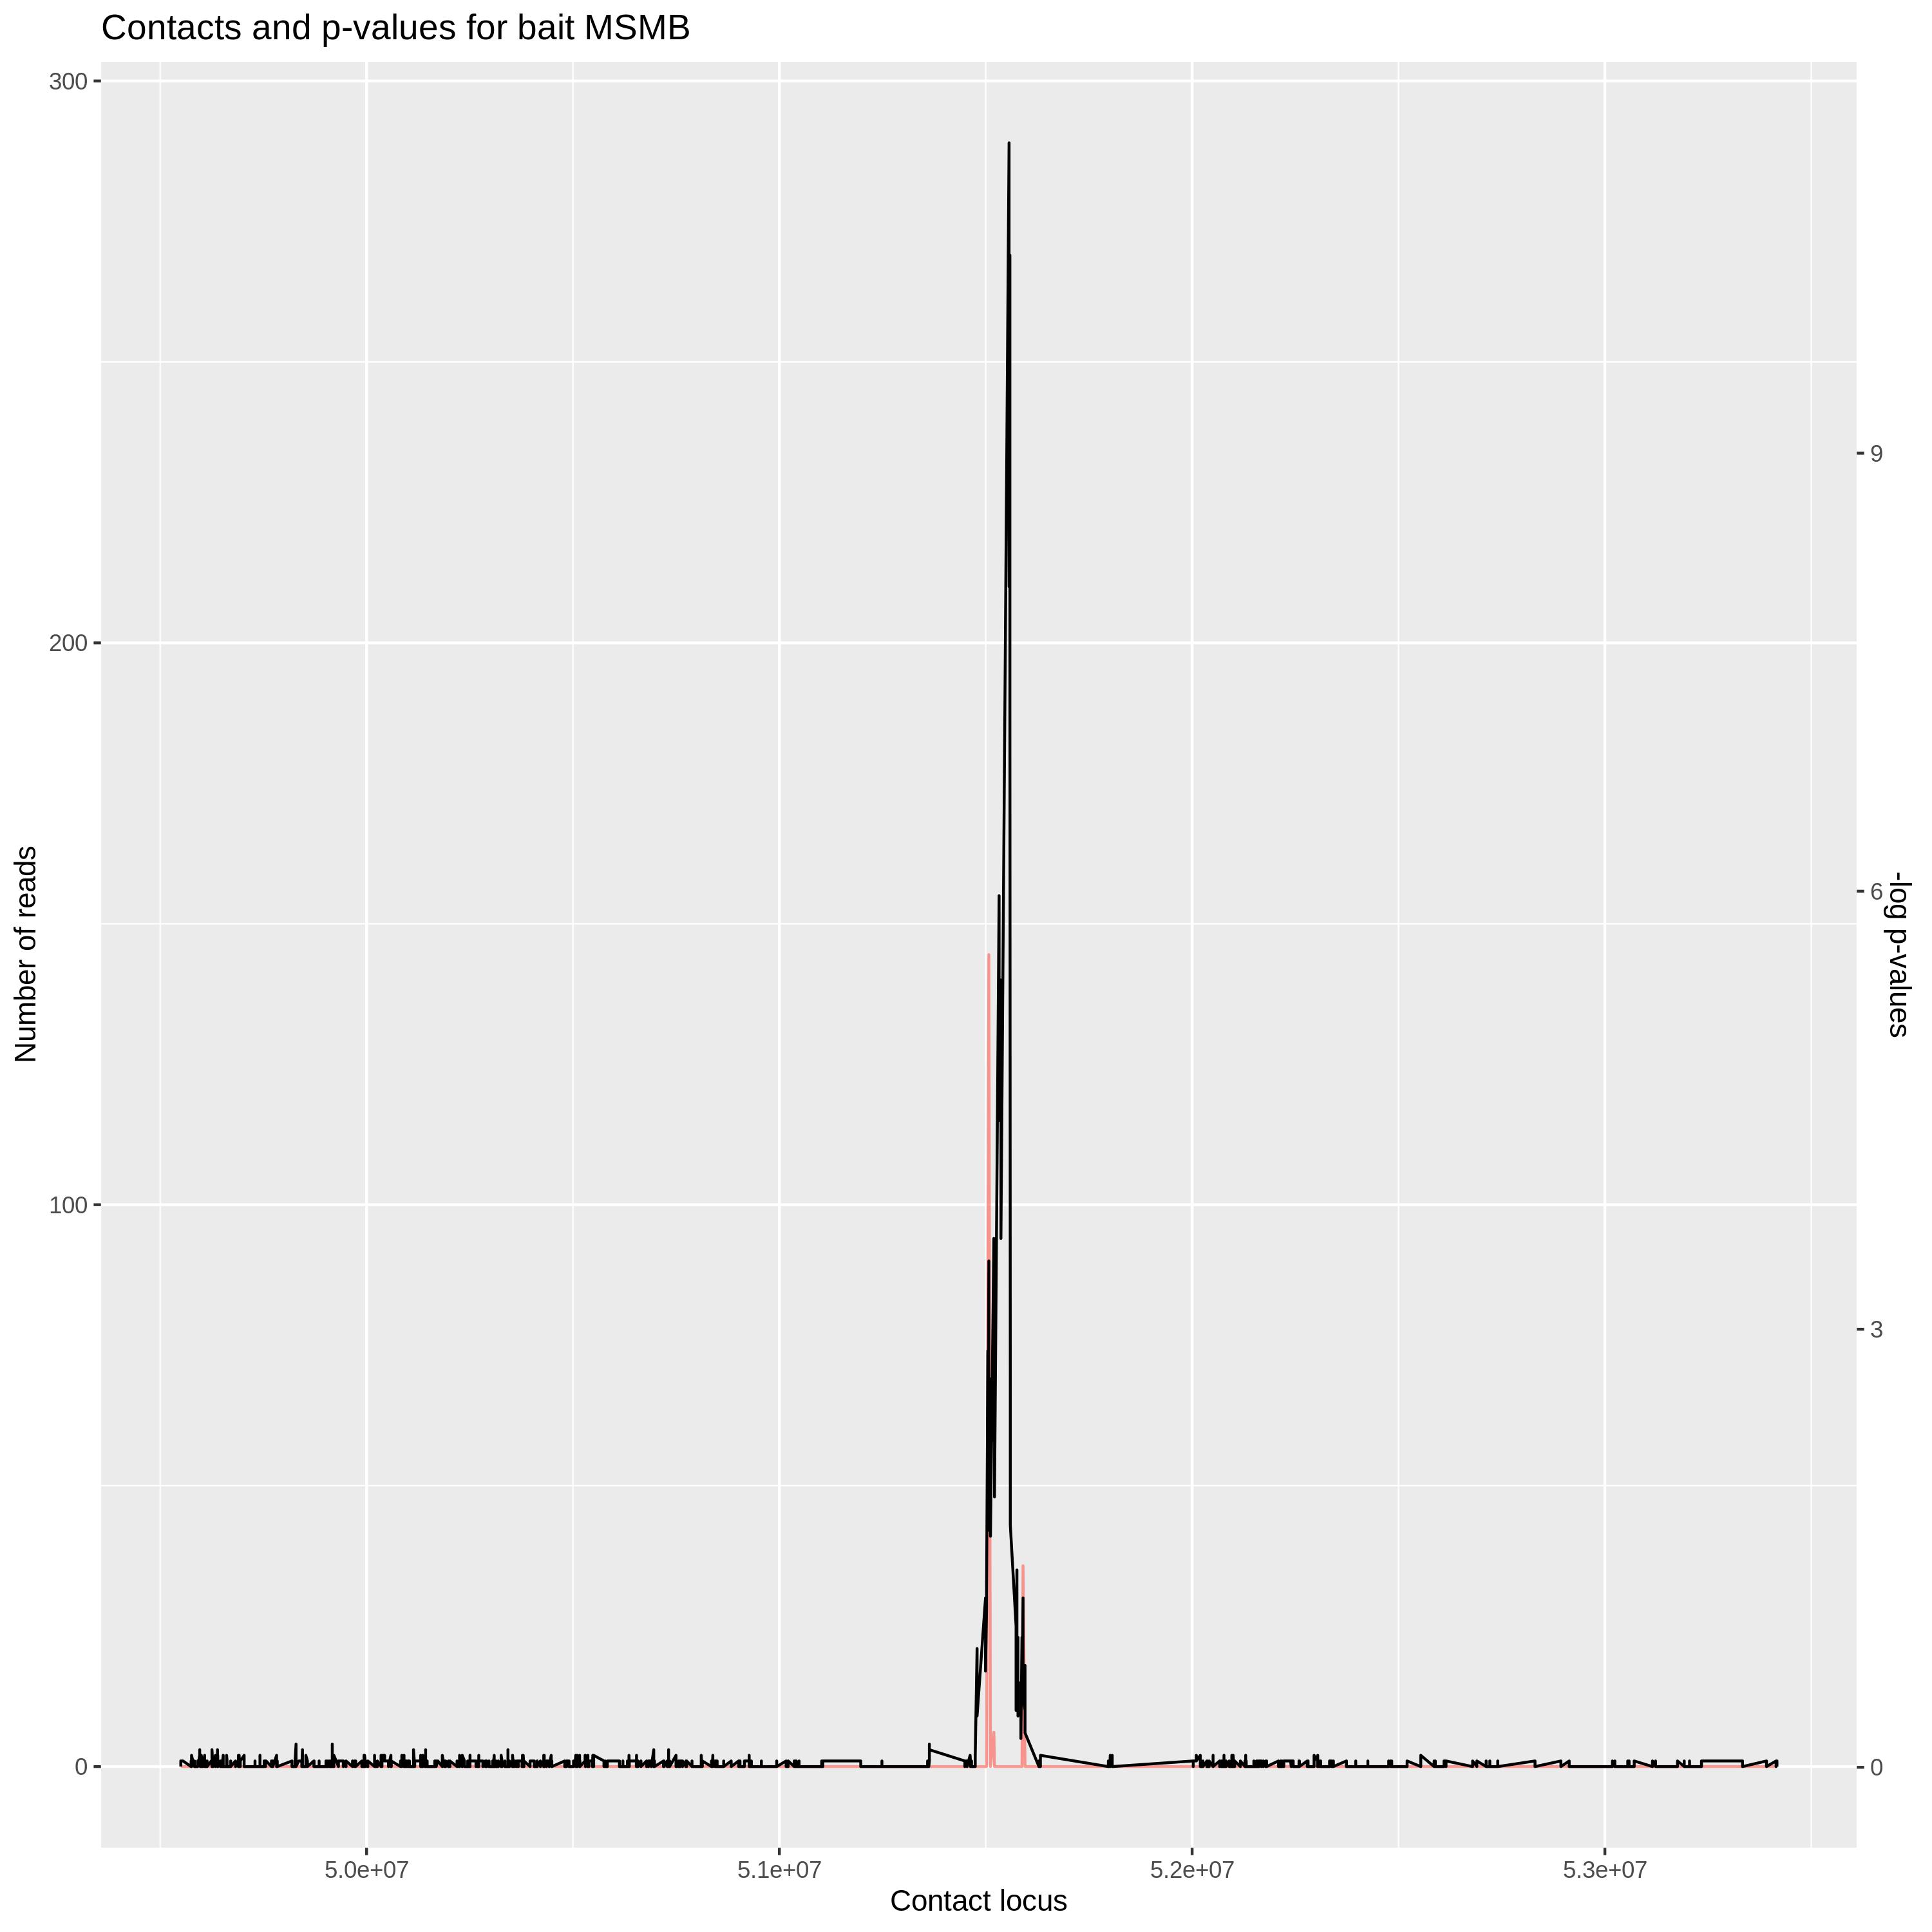 Contacts and p-values for bait MSMB
300
200
100
0
Number of reads
9
6
3
0
-log p-values
5.0e+07 5.1e+07 5.2e+07 5.3e+07
Contact locus